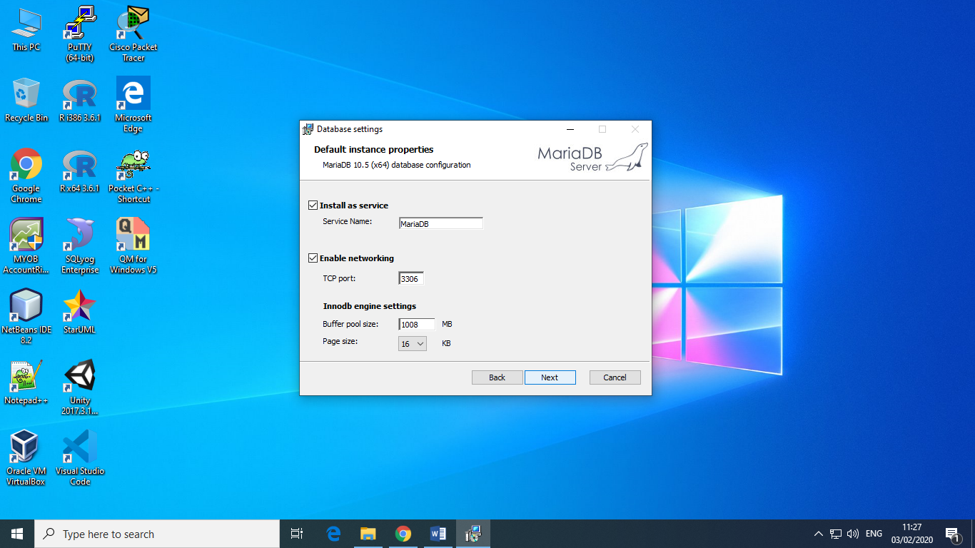 This PC
PuTTY
(64-bit)
Cisco Packet
Tracer
Recycle Bin
R i386 3.6.1
Microsoft
Edge
Google
Chrome
R x64 3.6.1
Pocket C++ -
Shortcut
MYOB
AccountRi...
SQLyog
Enterprise
QM for
Windows V5
NetBeans IDE
8.2
StarUML
Notepad++
Unity
2017.3.1...
Oracle VM
VirtualBox
Visual Studio
Code
Database settings
Default instance properties
MariaDB 10.5 (x64) database configuration
MariaDB
Server
Install as service
Service Name: MariaDB
Enable networking
TCP port: 3306
Innodb engine settings
Buffer pool size: 1008 MB
Page size: 16 KB
Back Next Cancel
Type here to search
ENG
11:27
03/02/2020
1